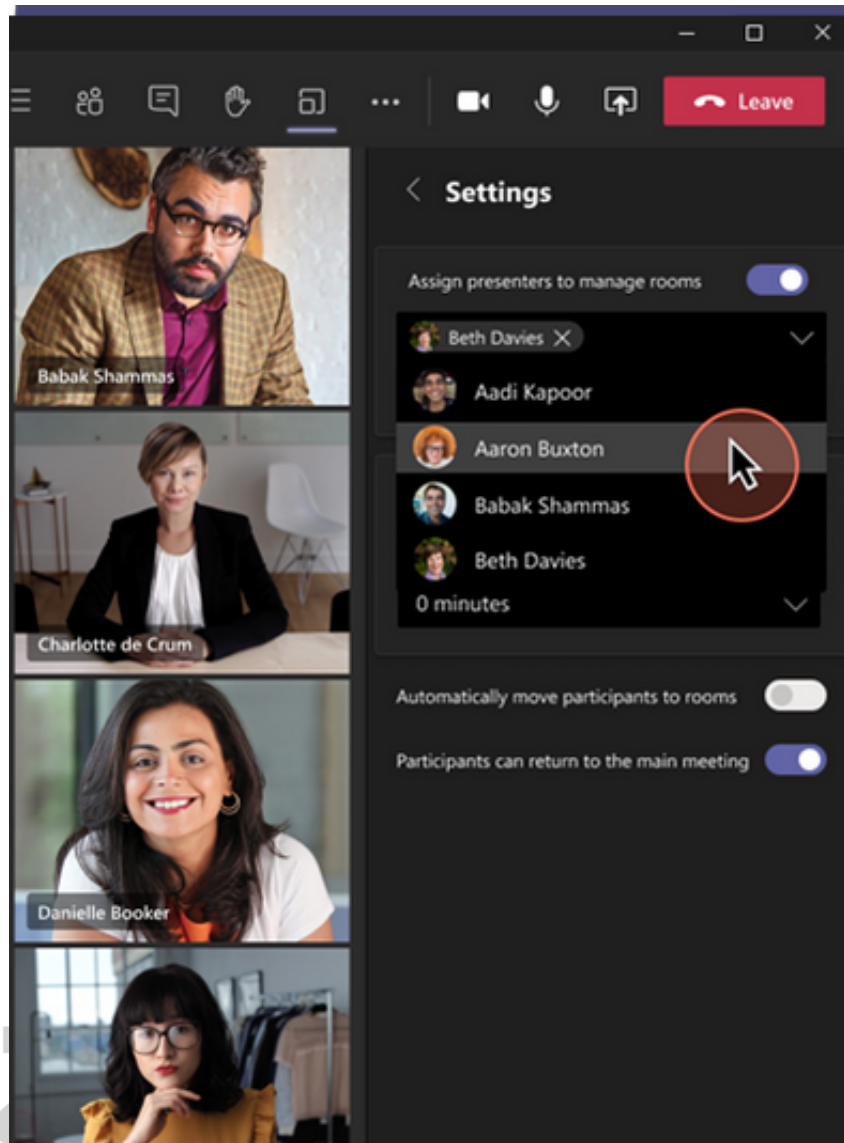 Leave
Settings
Assign presenters to manage rooms
Beth Davies
Aadi Kapoor
Aaron Buxton
Babak Shammas
Beth Davies
0 minutes
Automatically move participants to rooms
Participants can return to the main meeting
Babak Shammas
Charlotte de Crum
Danielle Booker